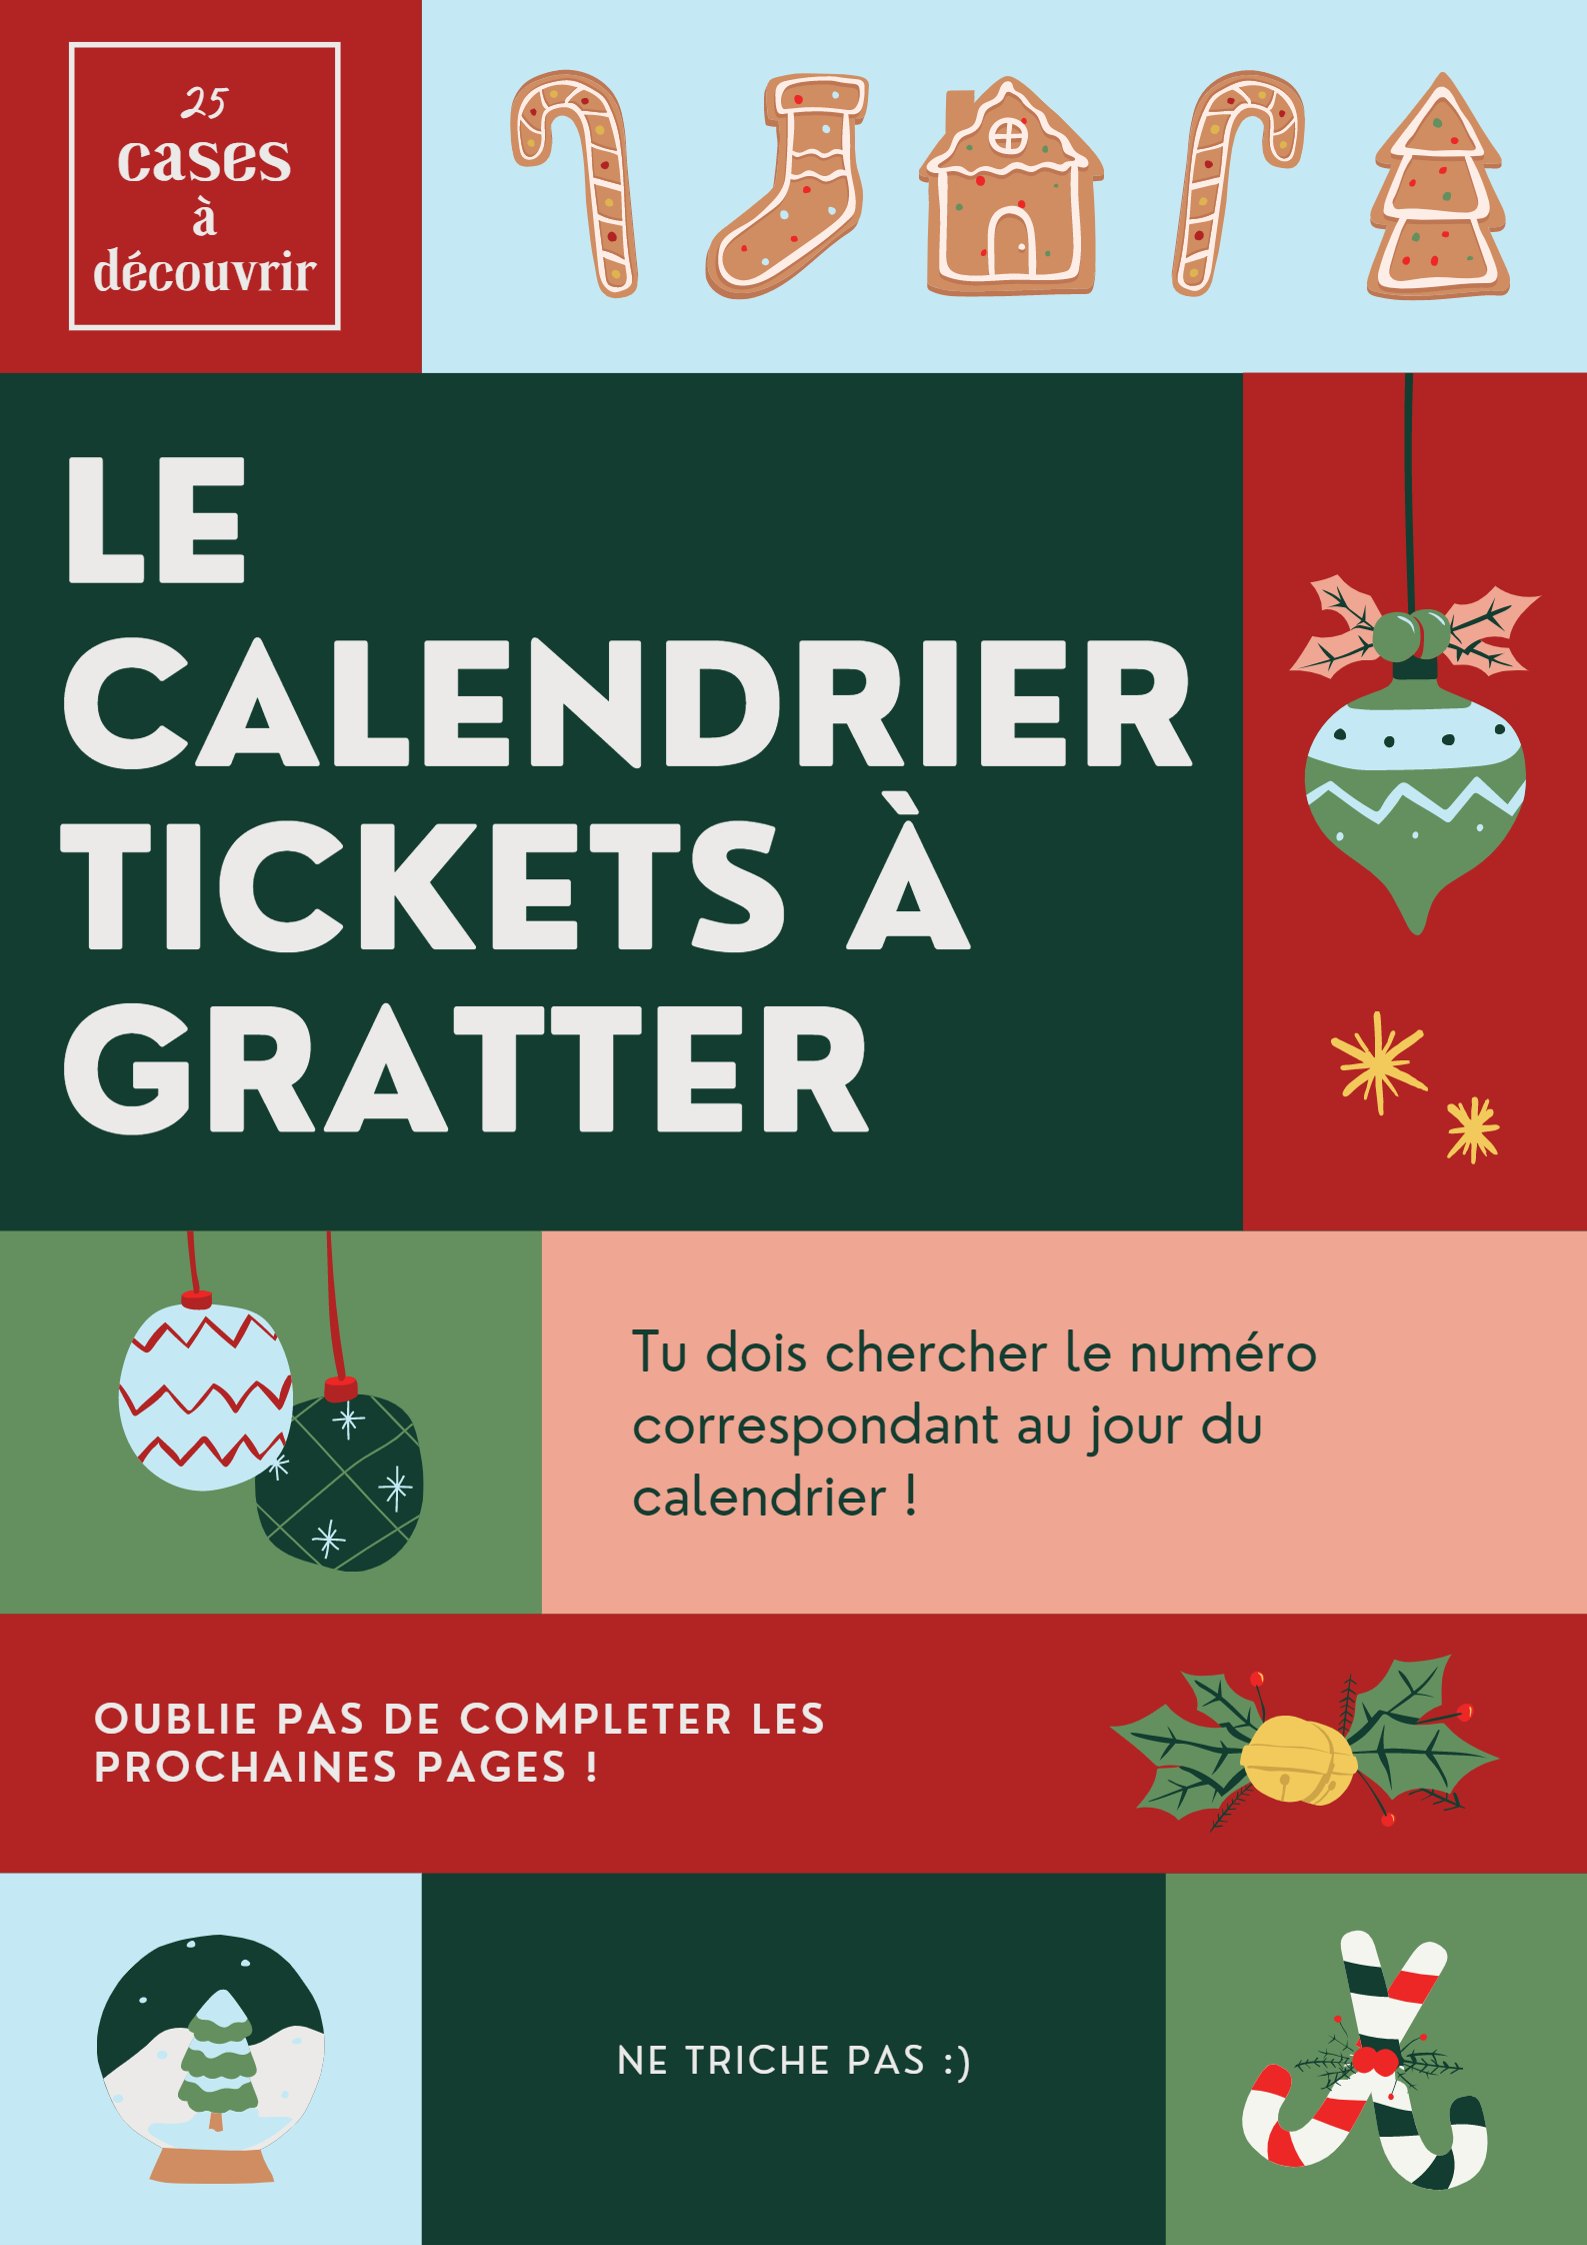 25
cases
à
découvrir
LE
CALENDRIER
TICKETS À
GRATTER
Tu dois chercher le numéro
correspondant au jour du
calendrier !
OUBLIE PAS DE COMPLETER LES
PROCHAINES PAGES !
NE TRICHE PAS :)